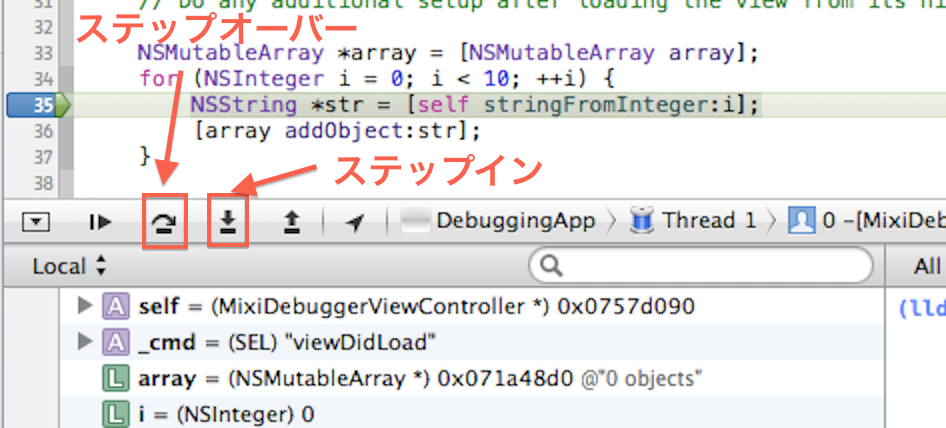 31 // Do any additional setup after loading the view from its
32
ステップオーバー
33 NSMutableArray *array = [NSMutableArray array];
34 for (NSInteger i = 0; i < 10; ++i) {
35 NSString *str = [self stringFromInteger:i];
36 [array addObject:str];
37 }
ステップイン
38
DebuggingApp Thread 1 0 -[MixiDeb
Local All
self = (MixiDebuggerViewController *) 0x0757d090 (lld
_cmd = (SEL) "viewDidLoad"
array = (NSMutableArray *) 0x071a48d0 @"0 objects"
i = (NSInteger) 0